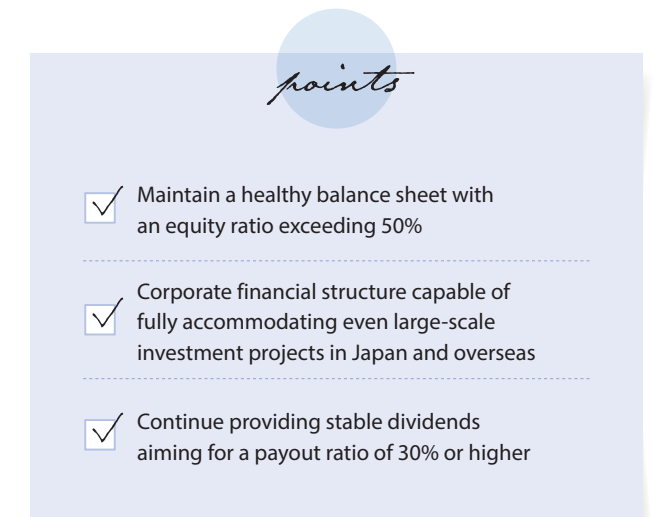 points
Maintain a healthy balance sheet with
an equity ratio exceeding 50%
Corporate financial structure capable of
fully accommodating even large-scale
investment projects in Japan and overseas
Continue providing stable dividends
aiming for a payout ratio of 30% or higher